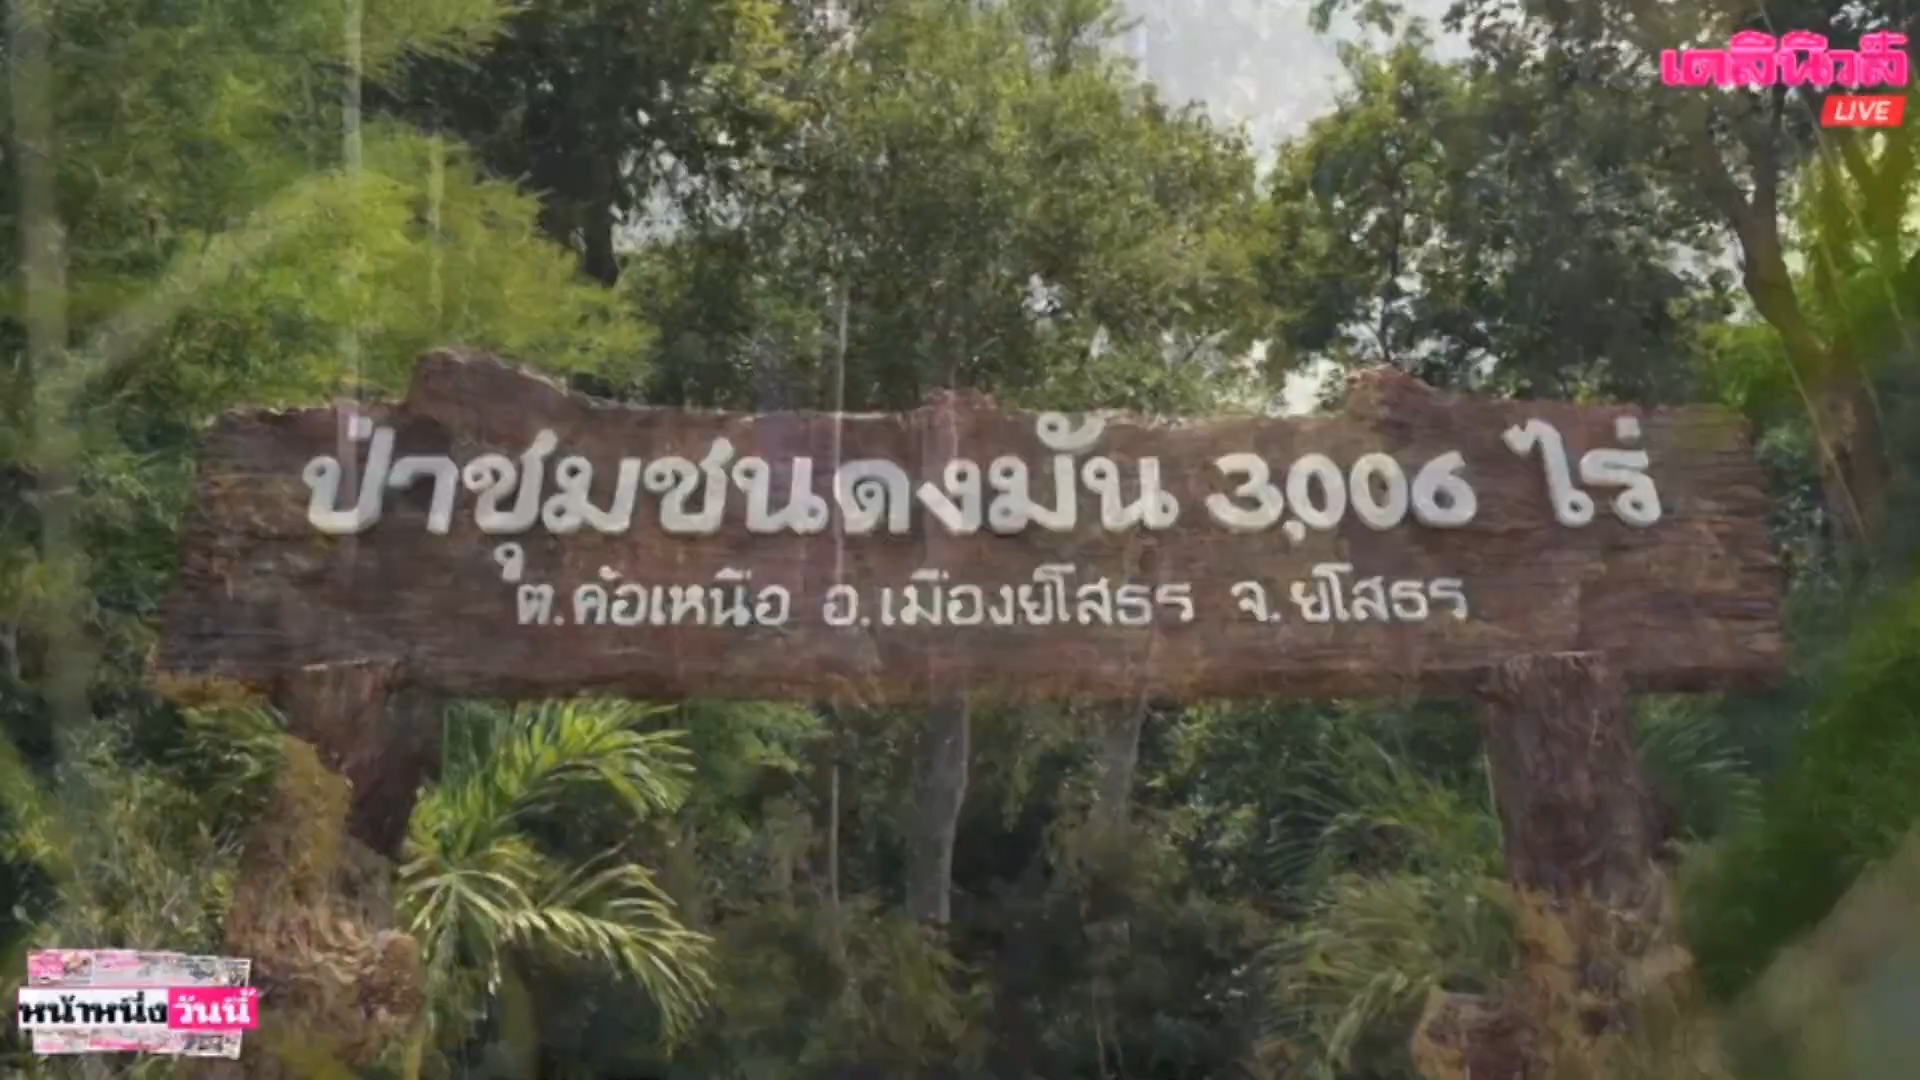 เดลินิวส์
LIVE
ป่าชุมชนดงมัน 3,006 ไร่
ต.ค้อเหนือ อ.เมืองยโสธร จ.ยโสธร
หน้าหนึ่งวันนี้